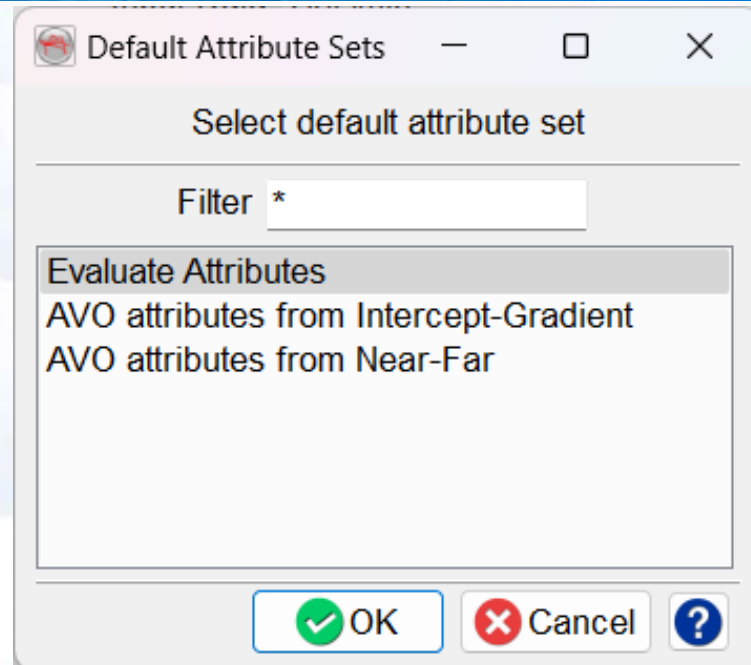 Default Attribute Sets
Select default attribute set
Filter *
Evaluate Attributes
AVO attributes from Intercept-Gradient
AVO attributes from Near-Far
OK Cancel ?